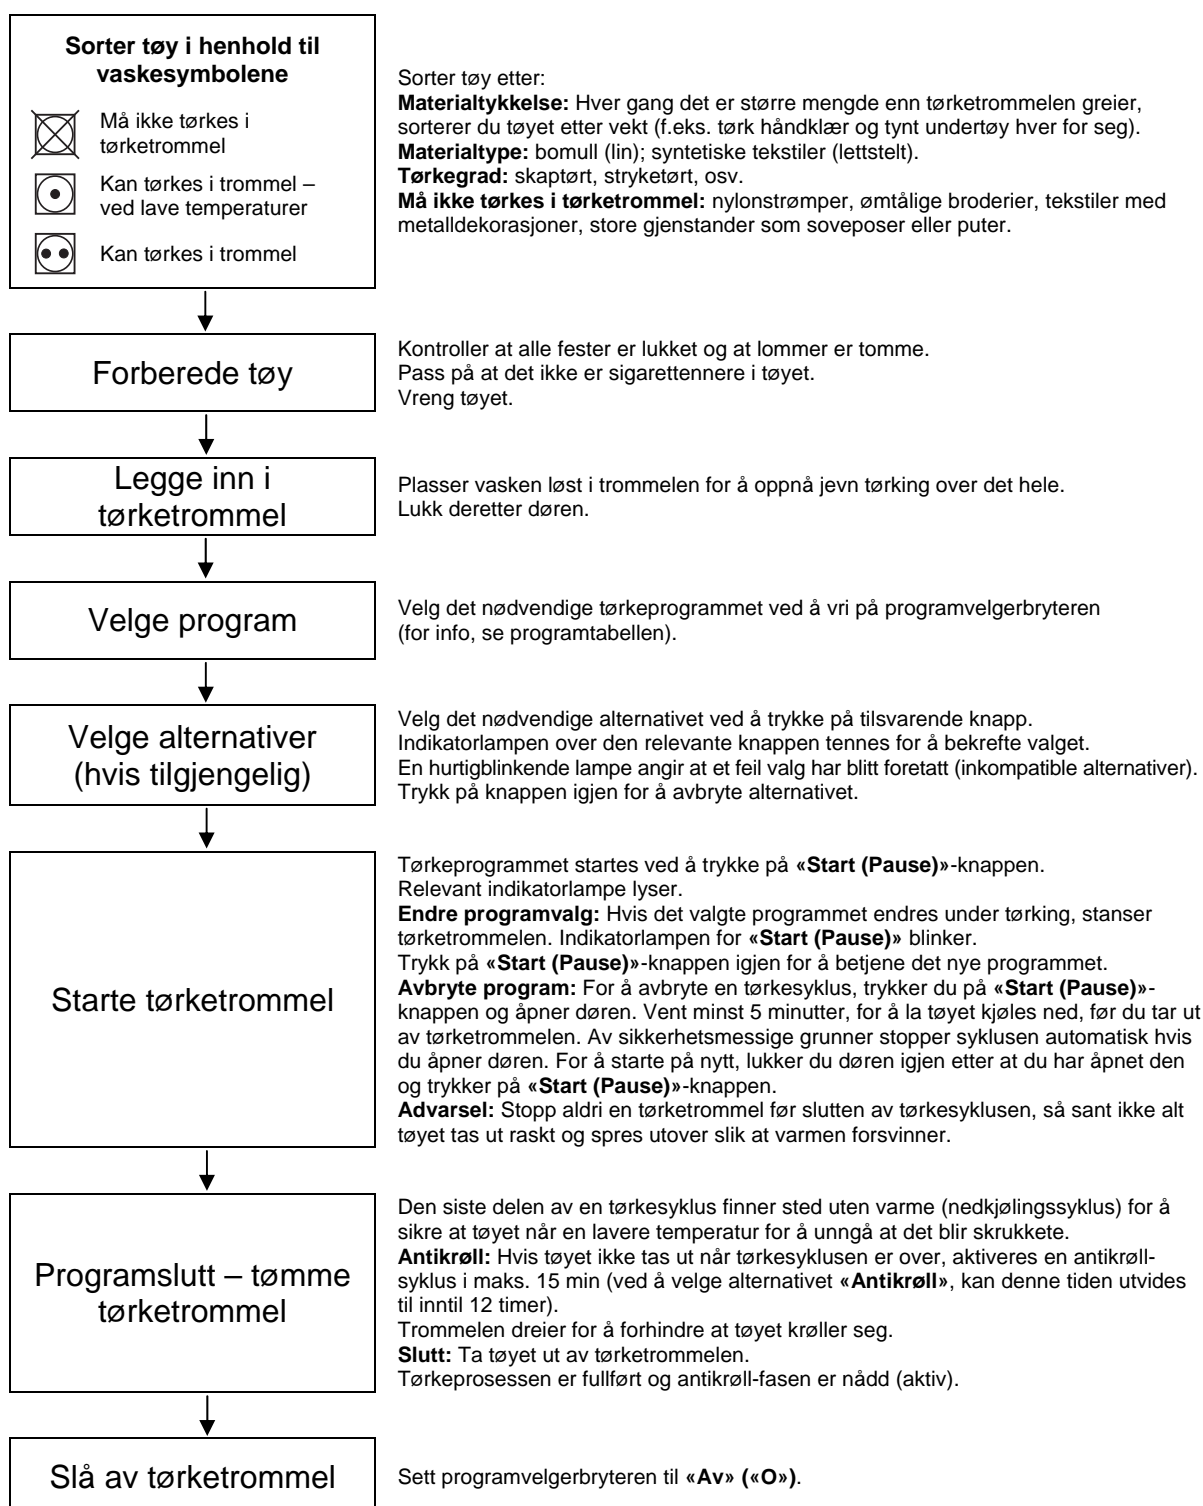 Sorter tøy i henhold til
vaskesymbolene
Må ikke tørkes i
tørketrommel
Kan tørkes i trommel –
ved lave temperaturer
Kan tørkes i trommel
Sorter tøy etter:
Materialtykkelse: Hver gang det er større mengde enn tørketrommelen greier,
sorterer du tøyet etter vekt (f.eks. tørk håndklær og tynt undertøy hver for seg).
Materialtype: bomull (lin); syntetiske tekstiler (lettstelt).
Tørkegrad: skaptørt, stryketørt, osv.
Må ikke tørkes i tørketrommel: nylonstrømper, ømtålige broderier, tekstiler med
metalldekorasjoner, store gjenstander som soveposer eller puter.
Forberede tøy
Kontroller at alle fester er lukket og at lommer er tomme.
Pass på at det ikke er sigarettennere i tøyet.
Vreng tøyet.
Legge inn i
tørketrommel
Plasser vasken løst i trommelen for å oppnå jevn tørking over det hele.
Lukk deretter døren.
Velge program
Velg det nødvendige tørkeprogrammet ved å vri på programvelgerbryteren
(for info, se programtabellen).
Velge alternativer
(hvis tilgjengelig)
Velg det nødvendige alternativet ved å trykke på tilsvarende knapp.
Indikatorlampen over den relevante knappen tennes for å bekrefte valget.
En hurtigblinkende lampe angir at et feil valg har blitt foretatt (inkompatible alternativer).
Trykk på knappen igjen for å avbryte alternativet.
Starte tørketrommel
Tørkeprogrammet startes ved å trykke på «Start (Pause)»-knappen.
Relevant indikatorlampe lyser.
Endre programvalg: Hvis det valgte programmet endres under tørking, stanser
tørketrommelen. Indikatorlampen for «Start (Pause)» blinker.
Trykk på «Start (Pause)»-knappen igjen for å betjene det nye programmet.
Avbryte program: For å avbryte en tørkesyklus, trykker du på «Start (Pause)»-
knappen og åpner døren. Vent minst 5 minutter, for å la tøyet kjøles ned, før du tar ut
av tørketrommelen. Av sikkerhetsmessige grunner stopper syklusen automatisk hvis
du åpner døren. For å starte på nytt, lukker du døren igjen etter at du har åpnet den
og trykker på «Start (Pause)»-knappen.
Advarsel: Stopp aldri en tørketrommel før slutten av tørkesyklusen, så sant ikke alt
tøyet tas ut raskt og spres utover slik at varmen forsvinner.
Programslutt – tømme
tørketrommel
Den siste delen av en tørkesyklus finner sted uten varme (nedkjølingssyklus) for å
sikre at tøyet når en lavere temperatur for å unngå at det blir skrukkete.
Antikrøll: Hvis tøyet ikke tas ut når tørkesyklusen er over, aktiveres en antikrøll-
syklus i maks. 15 min (ved å velge alternativet «Antikrøll», kan denne tiden utvides
til inntil 12 timer).
Trommelen dreier for å forhindre at tøyet krøller seg.
Slutt: Ta tøyet ut av tørketrommelen.
Tørkeprosessen er fullført og antikrøll-fasen er nådd (aktiv).
Slå av tørketrommel
Sett programvelgerbryteren til «Av» («O»).